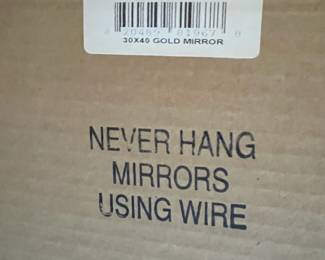 30X40 GOLD MIRROR
NEVER HANG
MIRRORS
USING WIRE